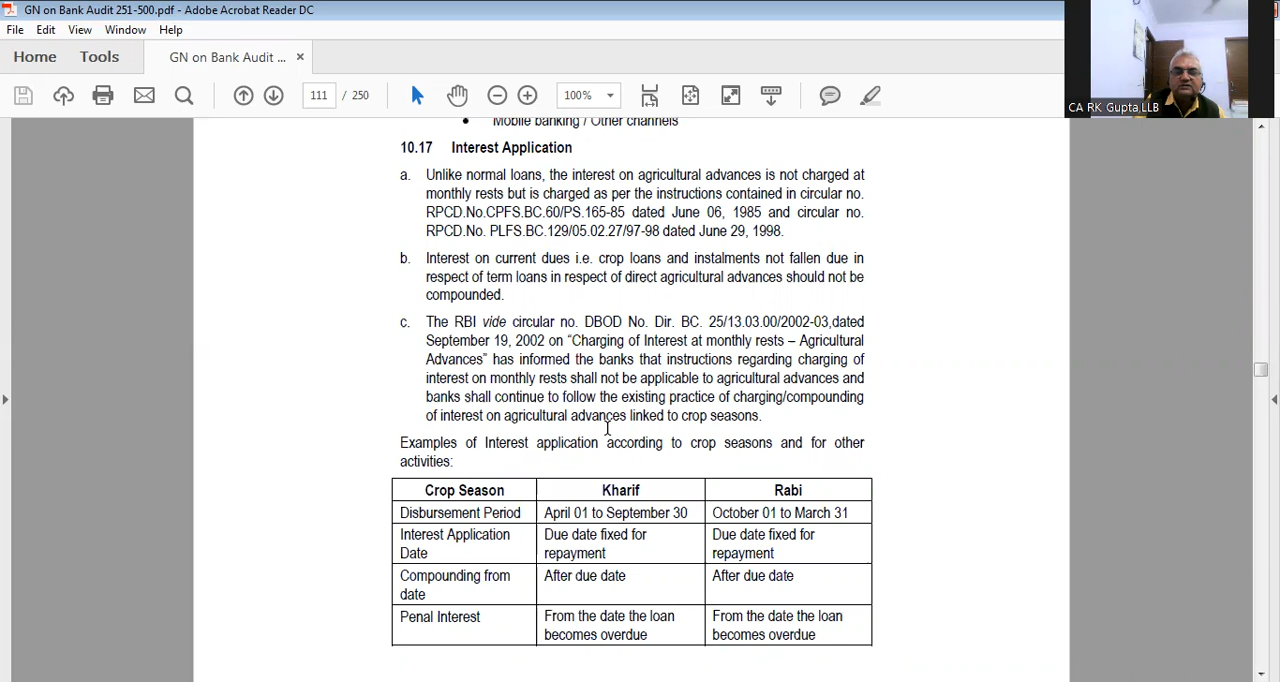 GN on Bank Audit 251-500.pdf - Adobe Acrobat Reader DC
File Edit View Window Help
Home Tools GN on Bank Audit ... ×
111 / 250 100%
CA RK Gupta,LLB
Mobile banking / Other channels
10.17 Interest Application
a. Unlike normal loans, the interest on agricultural advances is not charged at
monthly rests but is charged as per the instructions contained in circular no.
RPCD.No.CPFS.BC.60/PS.165-85 dated June 06, 1985 and circular no.
RPCD.No. PLFS.BC.129/05.02.27/97-98 dated June 29, 1998.
b. Interest on current dues i.e. crop loans and instalments not fallen due in
respect of term loans in respect of direct agricultural advances should not be
compounded.
c. The RBI vide circular no. DBOD No. Dir. BC. 25/13.03.00/2002-03,dated
September 19, 2002 on “Charging of Interest at monthly rests – Agricultural
Advances” has informed the banks that instructions regarding charging of
interest on monthly rests shall not be applicable to agricultural advances and
banks shall continue to follow the existing practice of charging/compounding
of interest on agricultural advances linked to crop seasons.
Examples of Interest application according to crop seasons and for other
activities:
Crop Season Kharif Rabi
Disbursement Period April 01 to September 30 October 01 to March 31
Interest Application Due date fixed for Due date fixed for
Date repayment repayment
Compounding from After due date After due date
date
Penal Interest From the date the loan From the date the loan
becomes overdue becomes overdue